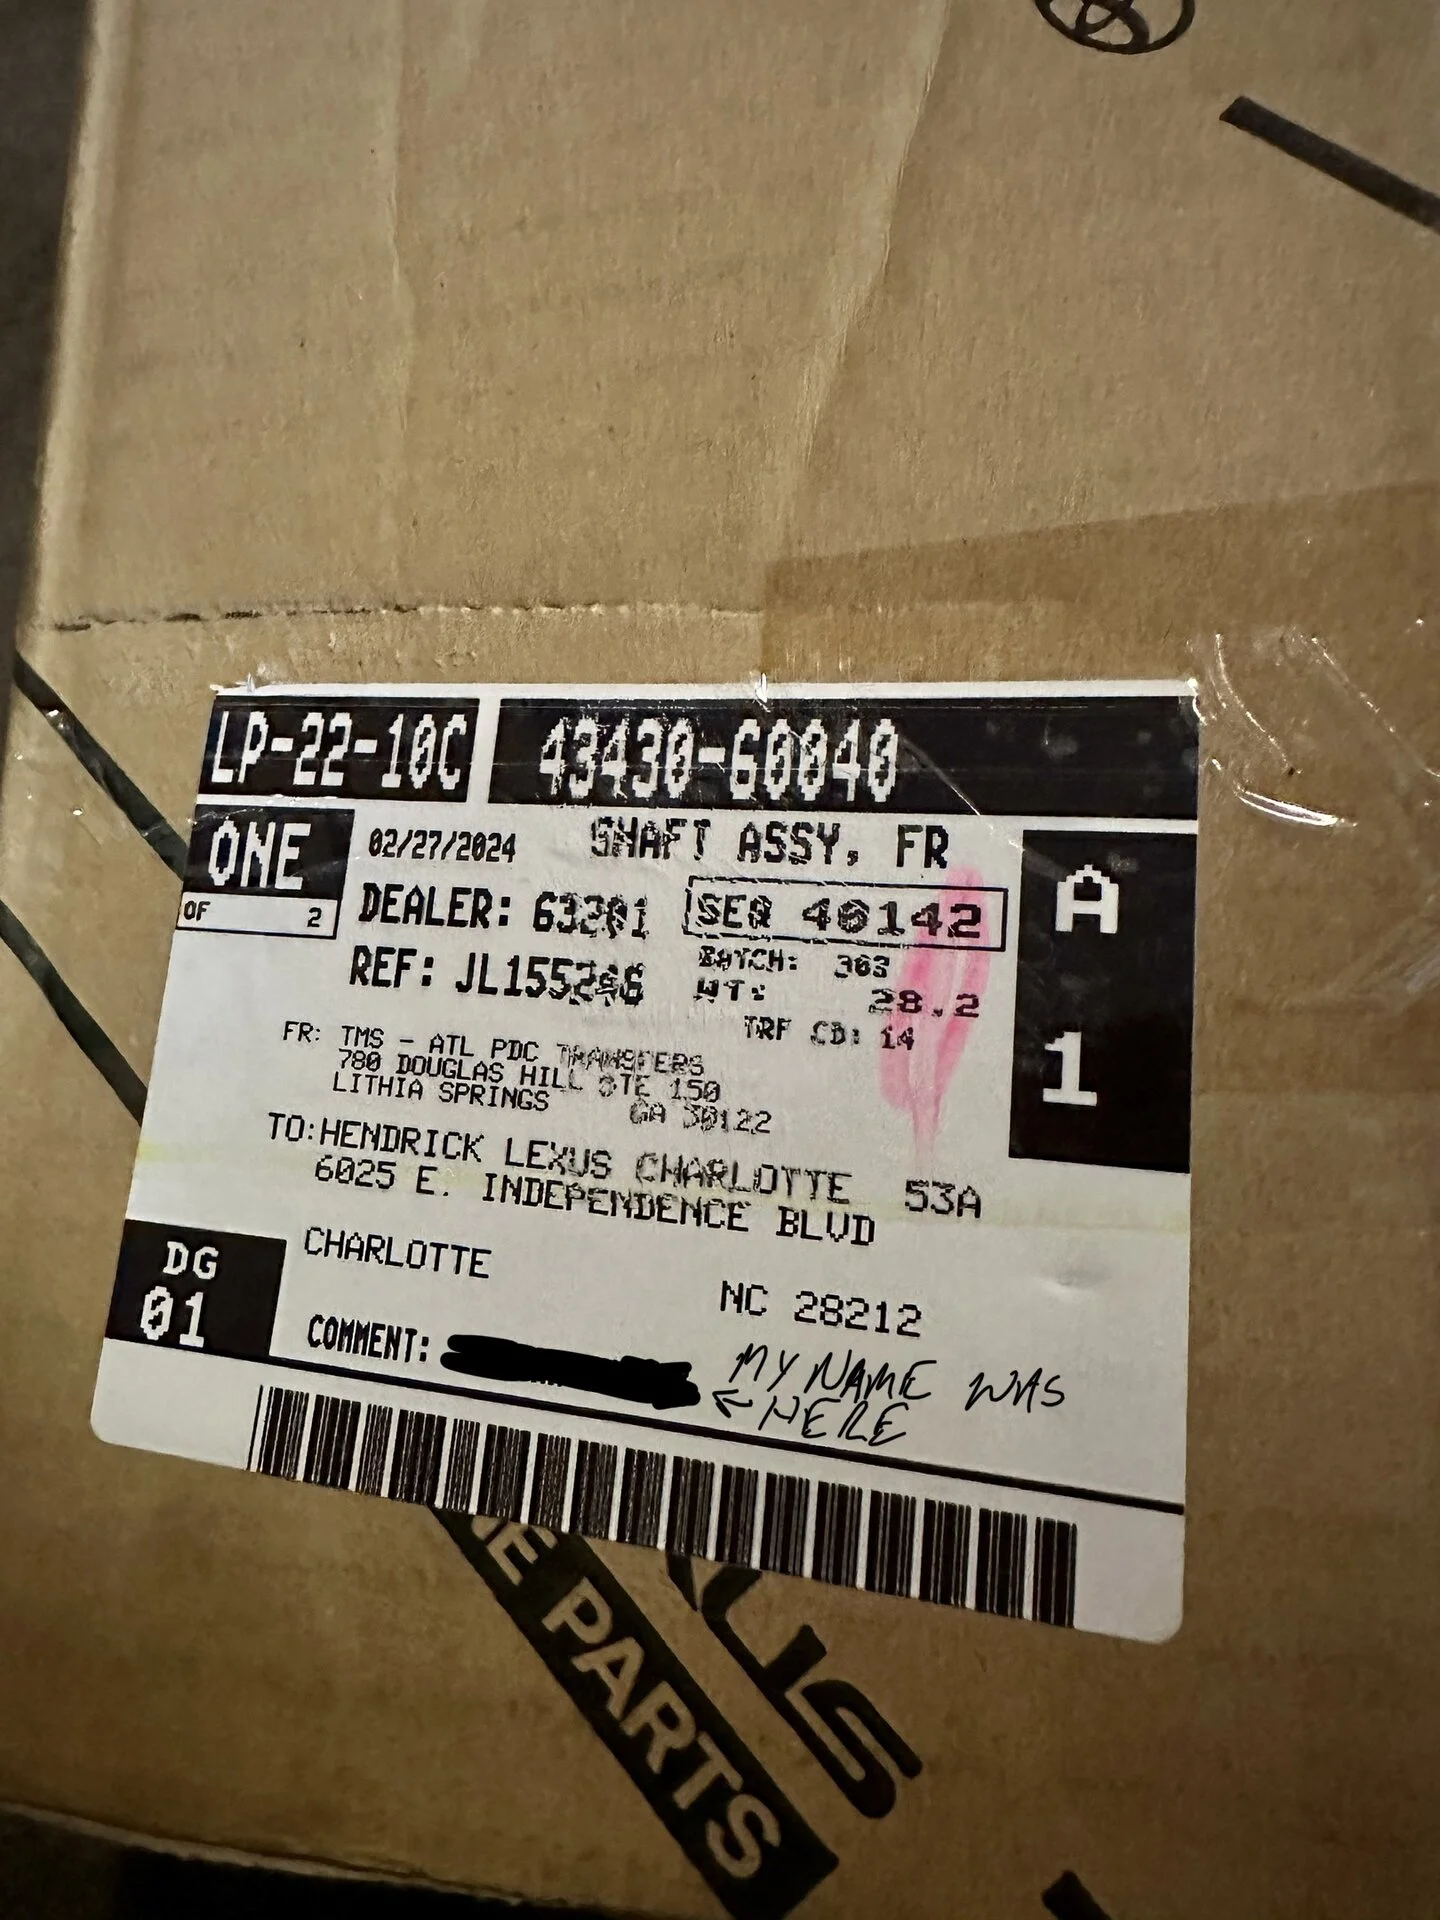 LP-22-10C 43430-60040
ONE 02/27/2024 SHAFT ASSY, FR A
OF 2 DEALER: 63201 SEQ 40142
REF: JL155246 BATCH: 303
WT: 28.2
TRF CD: 14 1
FR: TMS - ATL PDC TRANSFERS
780 DOUGLAS HILL STE 150
LITHIA SPRINGS GA 30122
TO: HENDRICK LEXUS CHARLOTTE 53A
6025 E. INDEPENDENCE BLVD
CHARLOTTE
NC 28212
DG
01
COMMENT: MY NAME WAS
← HERE
PARTS